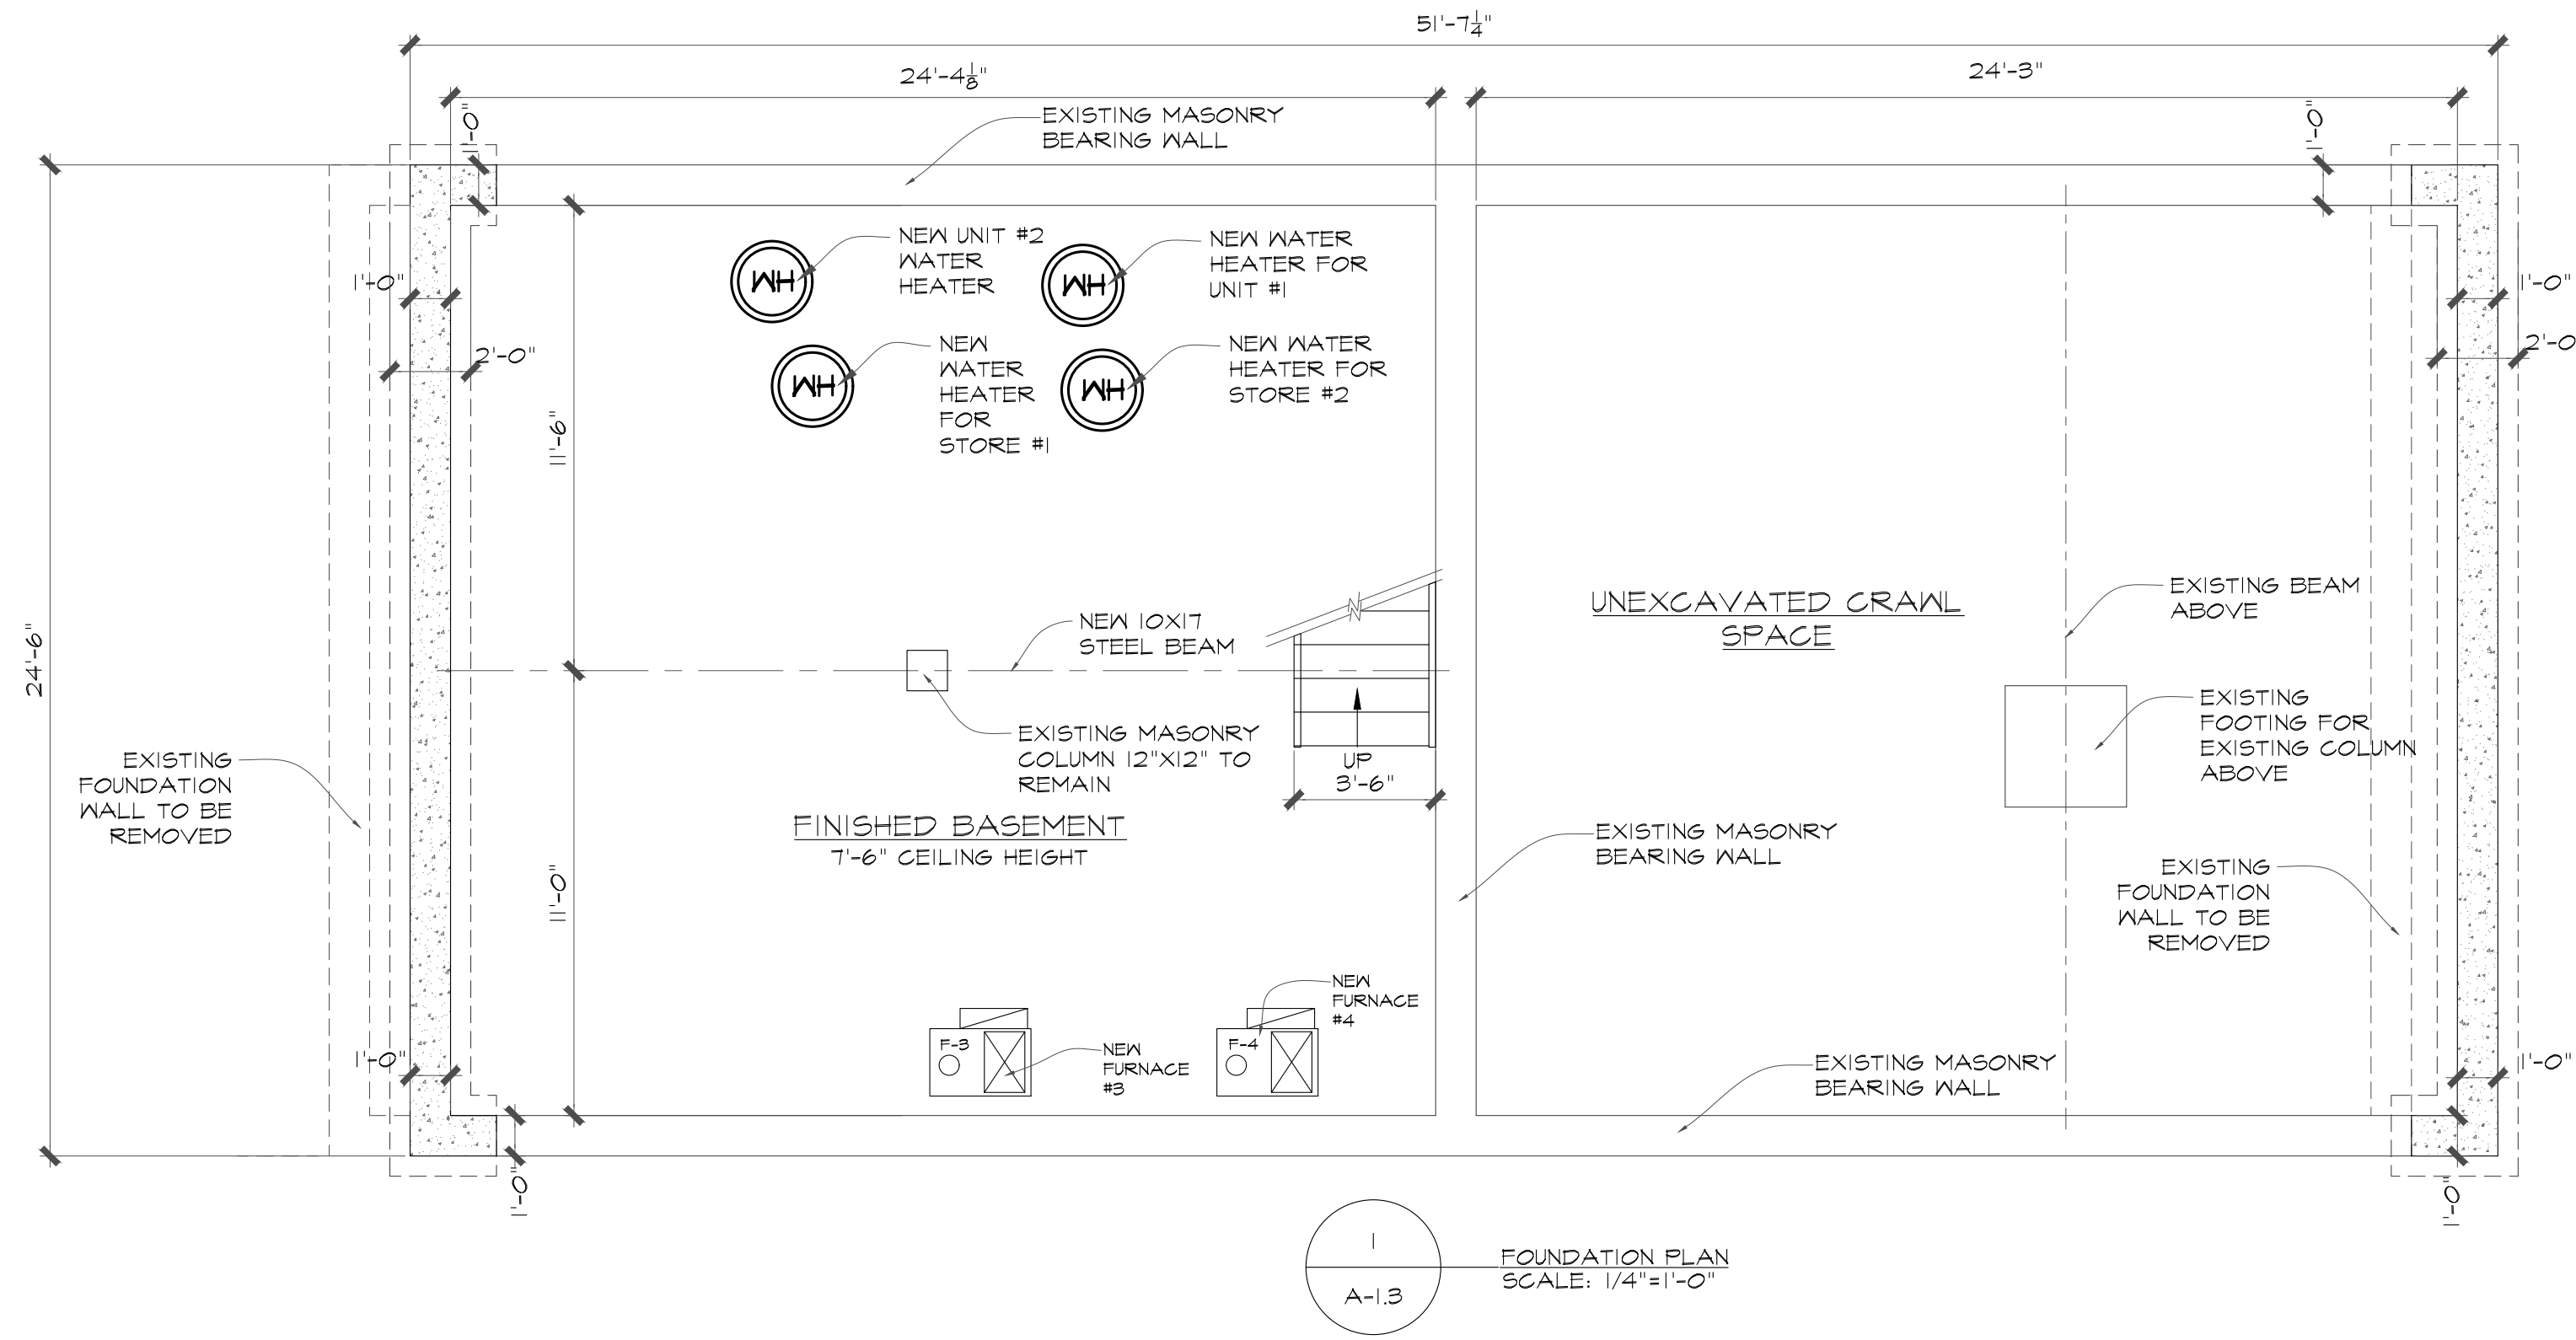 51'-7 1/4"
24'-4 1/8"
24'-3"
1'-0"
1'-0"
EXISTING MASONRY
BEARING WALL
NEW UNIT #2
WATER
HEATER
NEW WATER
HEATER FOR
UNIT #1
WH
WH
1'-0"
1'-0"
2'-0"
2'-0
NEW
WATER
HEATER
FOR
STORE #1
NEW WATER
HEATER FOR
STORE #2
WH
WH
11'-6"
24'-6"
NEW 10X17
STEEL BEAM
UNEXCAVATED CRAWL
SPACE
EXISTING BEAM
ABOVE
EXISTING
FOOTING FOR
EXISTING COLUMN
ABOVE
EXISTING MASONRY
COLUMN 12"X12" TO
REMAIN
UP
3'-6"
EXISTING
FOUNDATION
WALL TO BE
REMOVED
FINISHED BASEMENT
7'-6" CEILING HEIGHT
11'-0"
EXISTING MASONRY
BEARING WALL
EXISTING
FOUNDATION
WALL TO BE
REMOVED
NEW
FURNACE
#4
F-3
F-4
NEW
FURNACE
#3
1'-0"
1'-0"
EXISTING MASONRY
BEARING WALL
1'-0"
1'-0"
1
A-1.3
FOUNDATION PLAN
SCALE: 1/4"=1'-0"